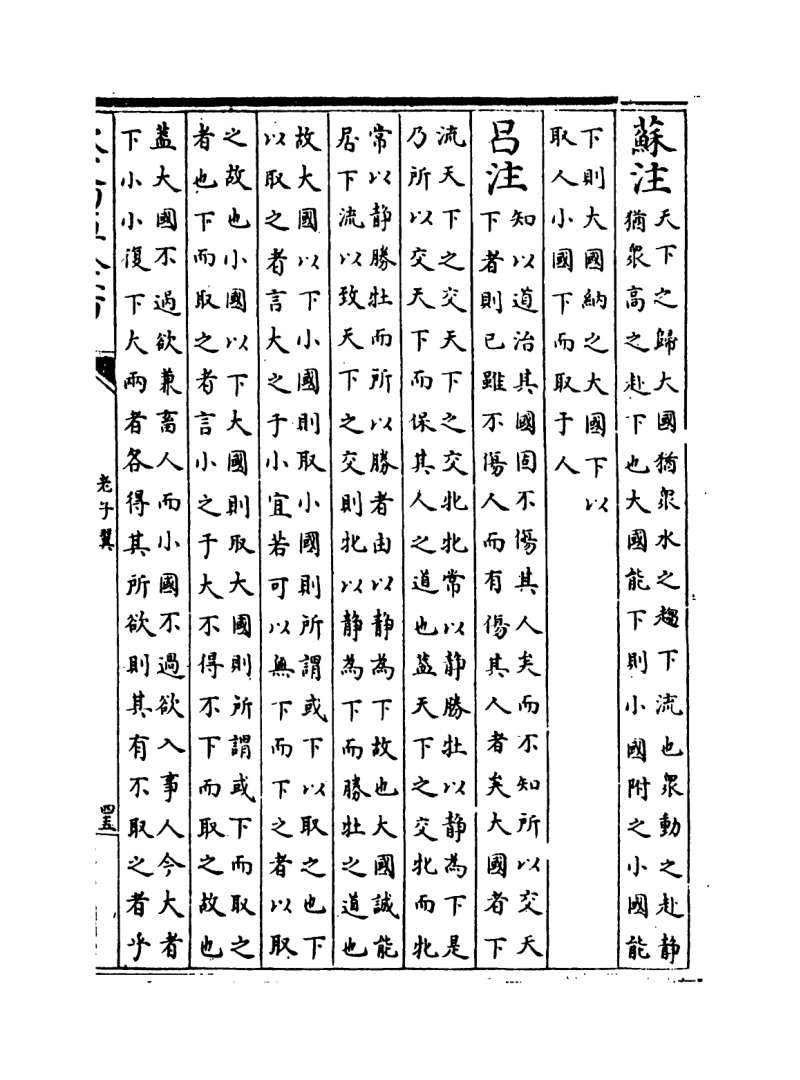 蘇注
天下之歸大國猶衆水之趨下流也衆動之赴静
猶衆高之赴下也大國能下則小國附之小國能
下則大國納之大國下以
取人小國下而取于人
吕注
知以道治其國固不傷其人矣而不知所以交天
下者則已雖不傷人而有傷其人者矣大國者下
流天下之交天下之交牝牝常以静勝牡以静為下是
乃所以交天下而保其人之道也葢天下之交牝而牝
常以静勝牡而所以勝者由以静為下故也大國誠能
居下流以致天下之交則牝以静為下而勝牡之道也
故大國以下小國則取小國則所謂或下以取之也下
以取之者言大之于小宜若可以無下而下之者以取
之故也小國以下大國則取大國則所謂或下而取之
者也下而取之者言小之于大不得不下而取之故也
葢大國不過欲兼畜人而小國不過欲入事人今大者
下小小復下大兩者各得其所欲則其有不取之者乎
老子翼
四五